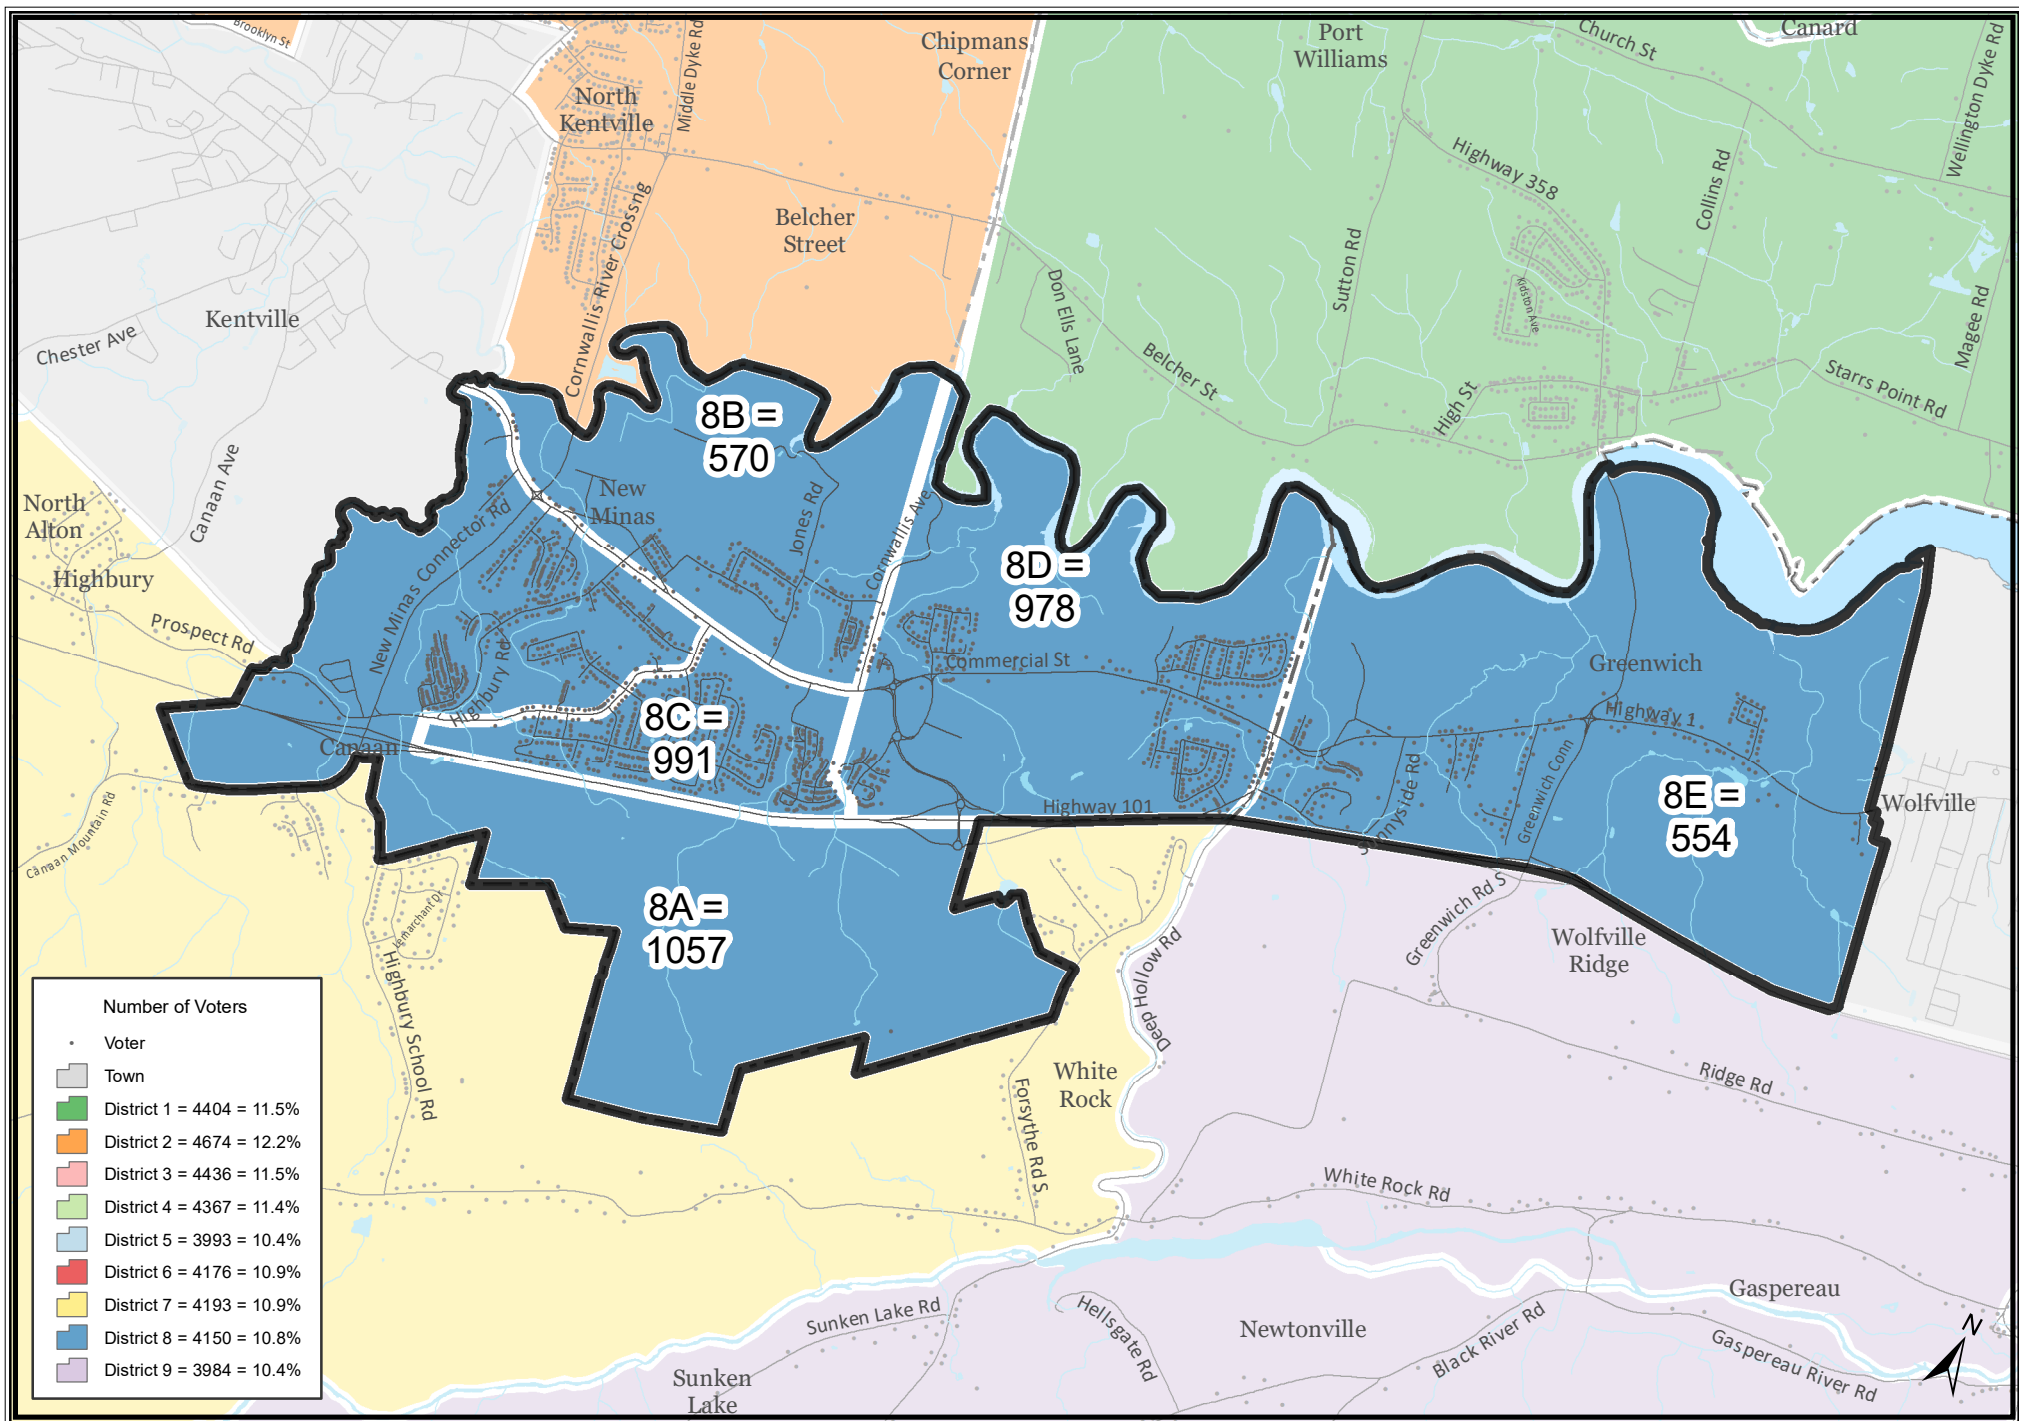 Brooklyn St
Middle Dyke Rd
Chipmans
Corner
Port
Williams
Church St
Canard
Wellington Dyke Rd
North
Kentville
Highway 358
Collins Rd
Belcher
Street
Cornwallis River Crossng
Sutton Rd
Kidston Ave
Don Ells Lane
Magee Rd
Kentville
Chester Ave
Belcher St
High St
Starrs Point Rd
8B =
570
Canaan Ave
North
Alton
New
Minas
Jones Rd
Cornwallis Ave
New Minas Connector Rd
8D =
978
Highbury
Prospect Rd
Highbury Rd
Commercial St
Greenwich
Highway 1
8C =
991
Canaan
Greenwich Conn
Sunnyside Rd
Highway 101
8E =
554
Wolfville
Canaan Mountain Rd
8A =
1057
Lemarchant Dr
Greenwich Rd S
Wolfville
Ridge
Highbury School Rd
Deep Hollow Rd
White
Rock
Forsythe Rd S
Ridge Rd
White Rock Rd
Gaspereau
Sunken Lake Rd
Hellsgate Rd
Newtonville
Black River Rd
Gaspereau River Rd
Sunken
Lake
N
Number of Voters
Voter
Town
District 1 = 4404 = 11.5%
District 2 = 4674 = 12.2%
District 3 = 4436 = 11.5%
District 4 = 4367 = 11.4%
District 5 = 3993 = 10.4%
District 6 = 4176 = 10.9%
District 7 = 4193 = 10.9%
District 8 = 4150 = 10.8%
District 9 = 3984 = 10.4%